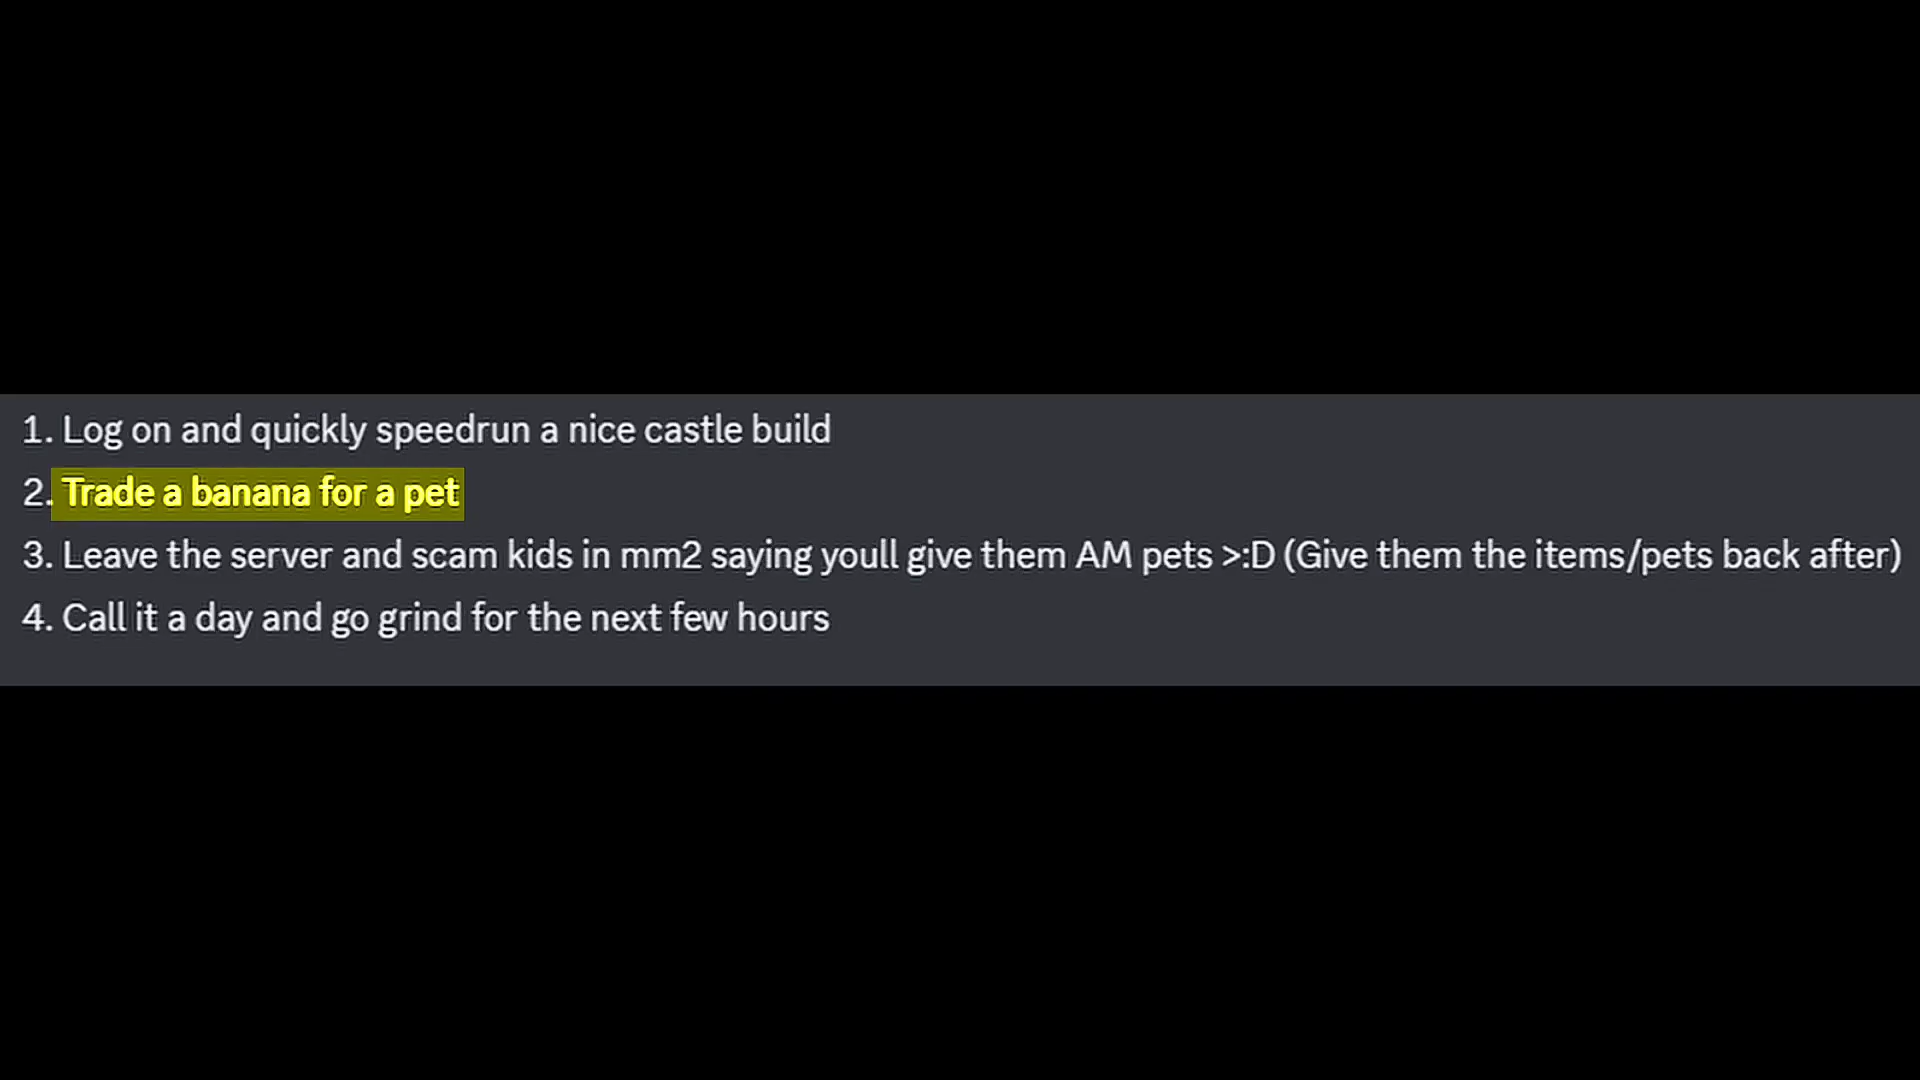 1. Log on and quickly speedrun a nice castle build
2. Trade a banana for a pet
3. Leave the server and scam kids in mm2 saying youll give them AM pets >:D (Give them the items/pets back after)
4. Call it a day and go grind for the next few hours